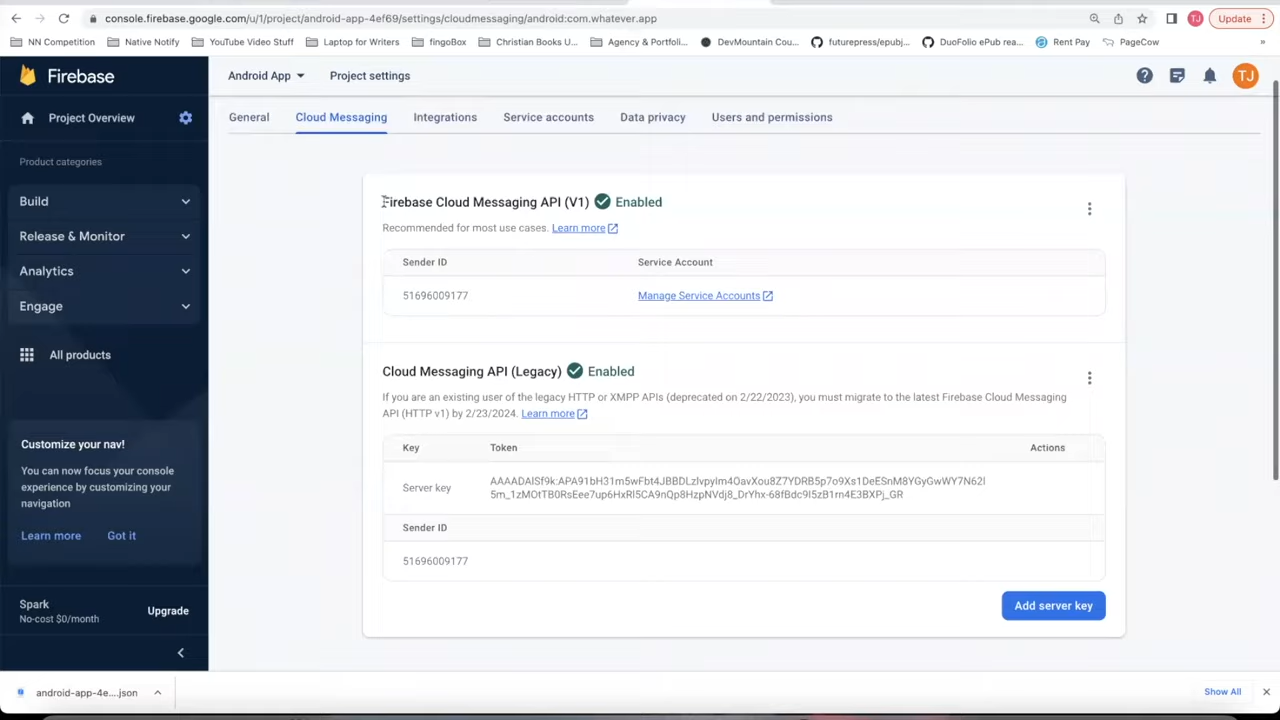 console.firebase.google.com/u/1/project/android-app-4ef69/settings/cloudmessaging/android:com.whatever.app
TJ
Update
NN Competition
Native Notify
YouTube Video Stuff
Laptop for Writers
fingoBox
Christian Books U...
Agency & Portfoli...
DevMountain Cou...
futurepress/epubj...
DuoFolio ePub rea...
Rent Pay
PageCow
»
Firebase
Android App
Project settings
TJ
Project Overview
General
Cloud Messaging
Integrations
Service accounts
Data privacy
Users and permissions
Product categories
Build
Release & Monitor
Analytics
Engage
All products
Customize your nav!
You can now focus your console
experience by customizing your
navigation
Learn more
Got it
Spark
No-cost $0/month
Upgrade
Firebase Cloud Messaging API (V1)
Enabled
Recommended for most use cases. Learn more
Sender ID
Service Account
51696009177
Manage Service Accounts
Cloud Messaging API (Legacy)
Enabled
If you are an existing user of the legacy HTTP or XMPP APIs (deprecated on 2/22/2023), you must migrate to the latest Firebase Cloud Messaging
API (HTTP v1) by 2/23/2024. Learn more
Key
Token
Actions
Server key
Sender ID
51696009177
Add server key
android-app-4e....json
Show All